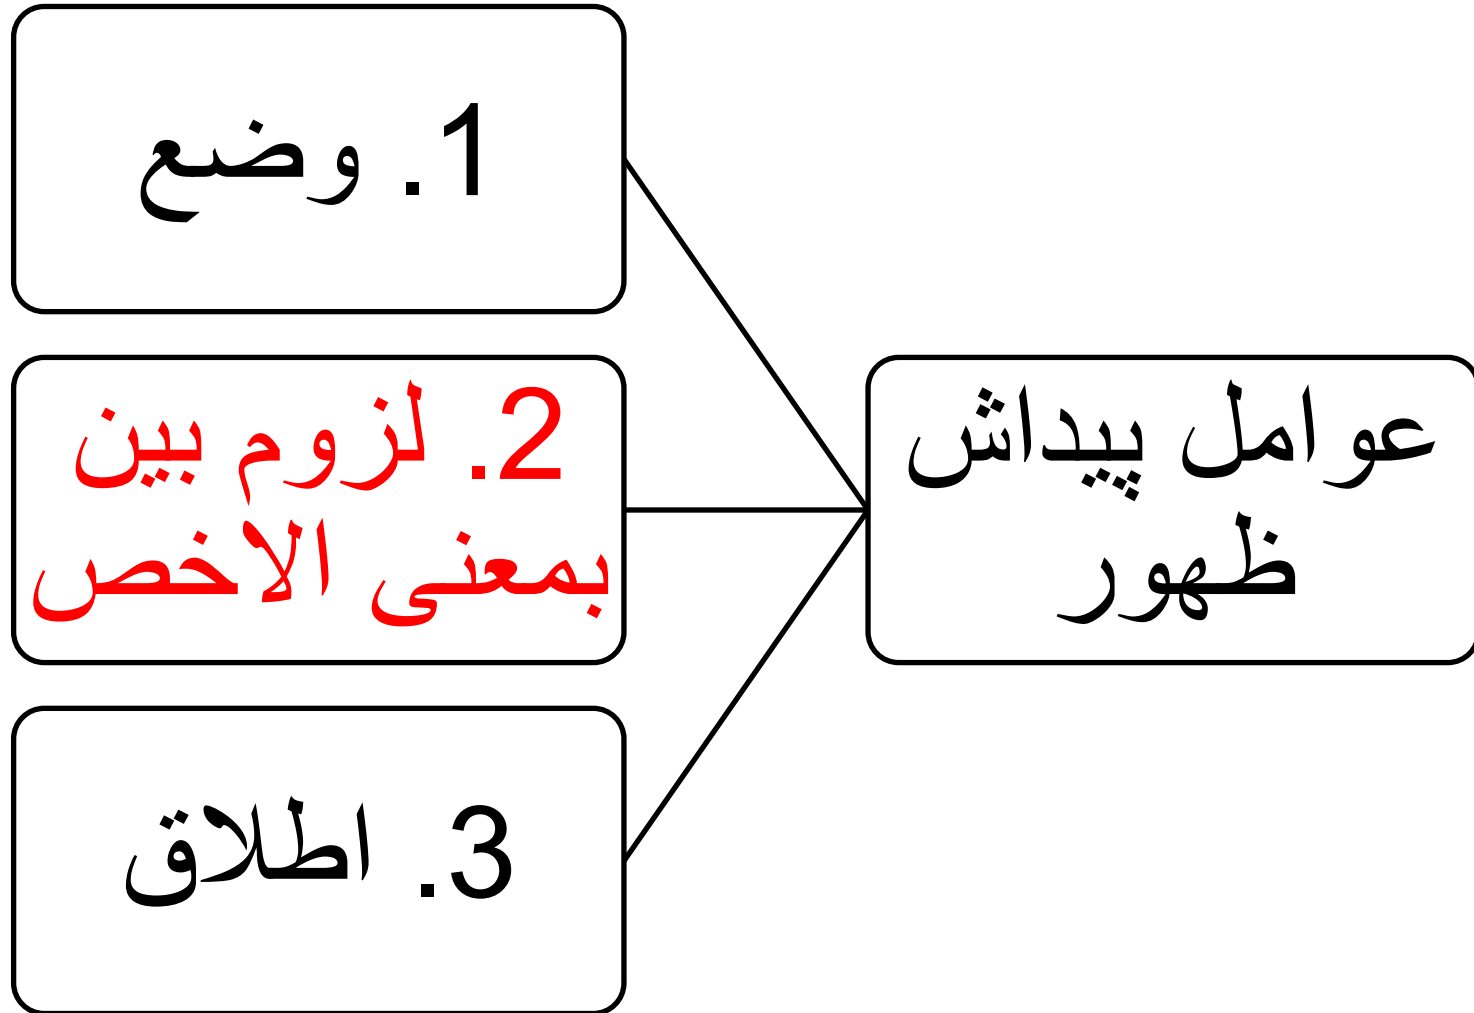 عوامل پیداش
ظهور
1. وضع
2. لزوم بین
بمعنی الاخص
3. اطلاق